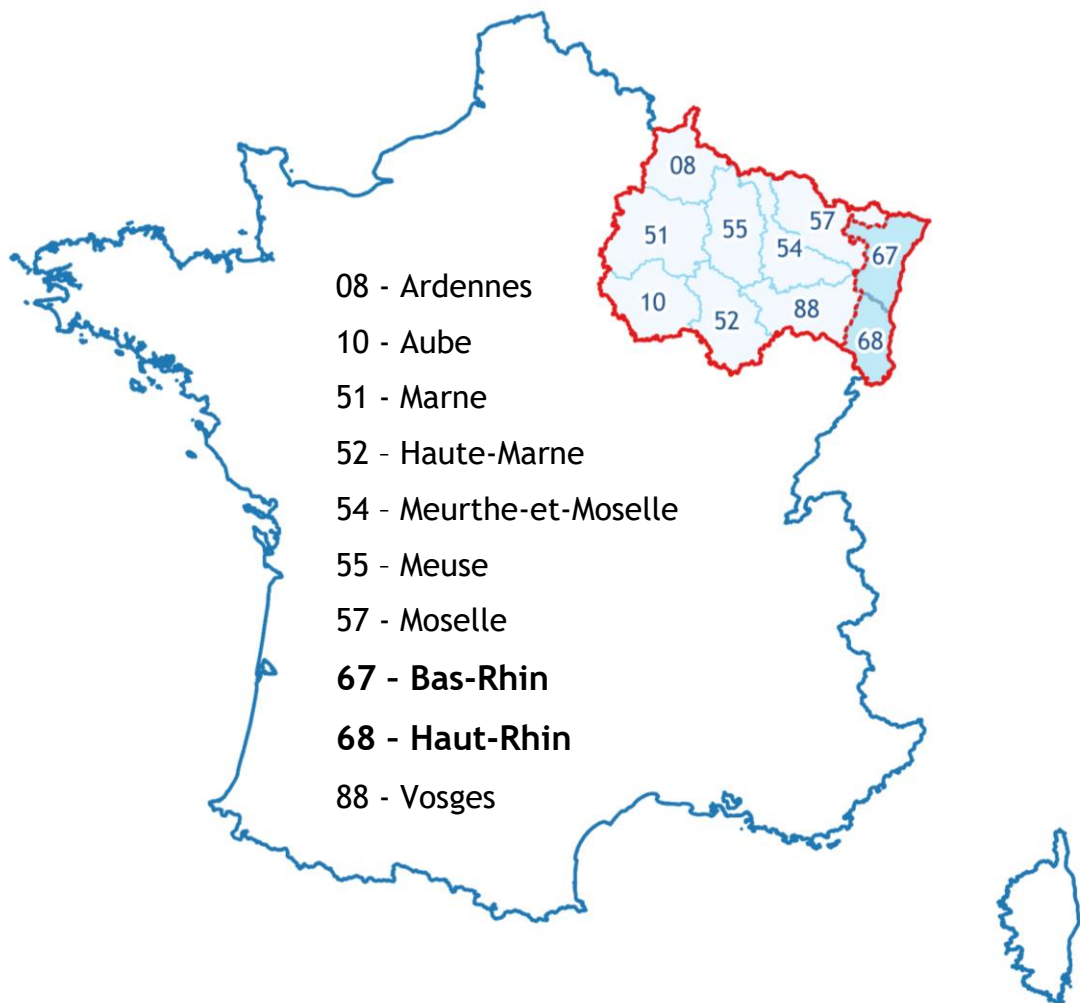 08
57
55
51
54
67
10
88
52
68
08 - Ardennes
10 - Aube
51 - Marne
52 – Haute-Marne
54 – Meurthe-et-Moselle
55 – Meuse
57 - Moselle
67 – Bas-Rhin
68 – Haut-Rhin
88 - Vosges